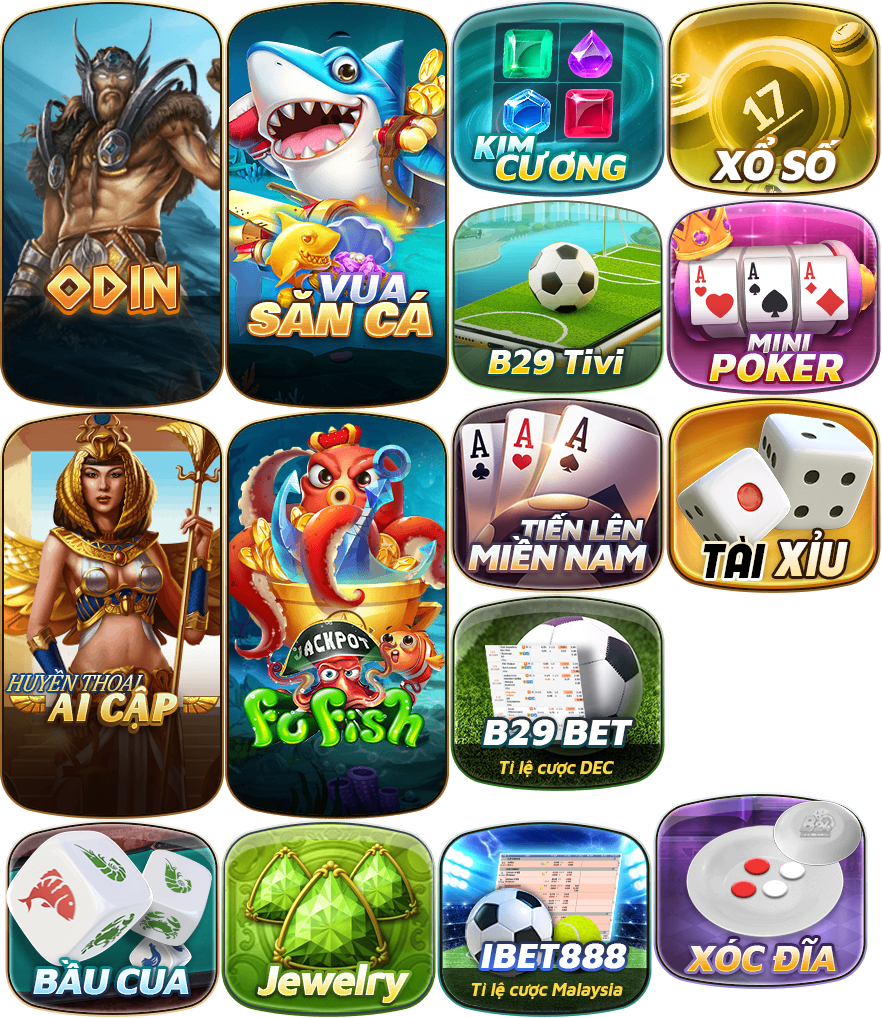 ODIN
VUA
SĂN CÁ
KIM
CƯƠNG
17
XỔ SỐ
B29 Tivi
A
A
A
MINI
POKER
HUYỀN THOẠI
AI CẬP
JACKPOT
Fu Fish
A
A
A
TIẾN LÊN
MIỀN NAM
TÀI XỈU
B29 BET
Tỉ lệ cược DEC
BẦU CUA
Jewelry
IBET888
Tỉ lệ cược Malaysia
XÓC ĐĨA